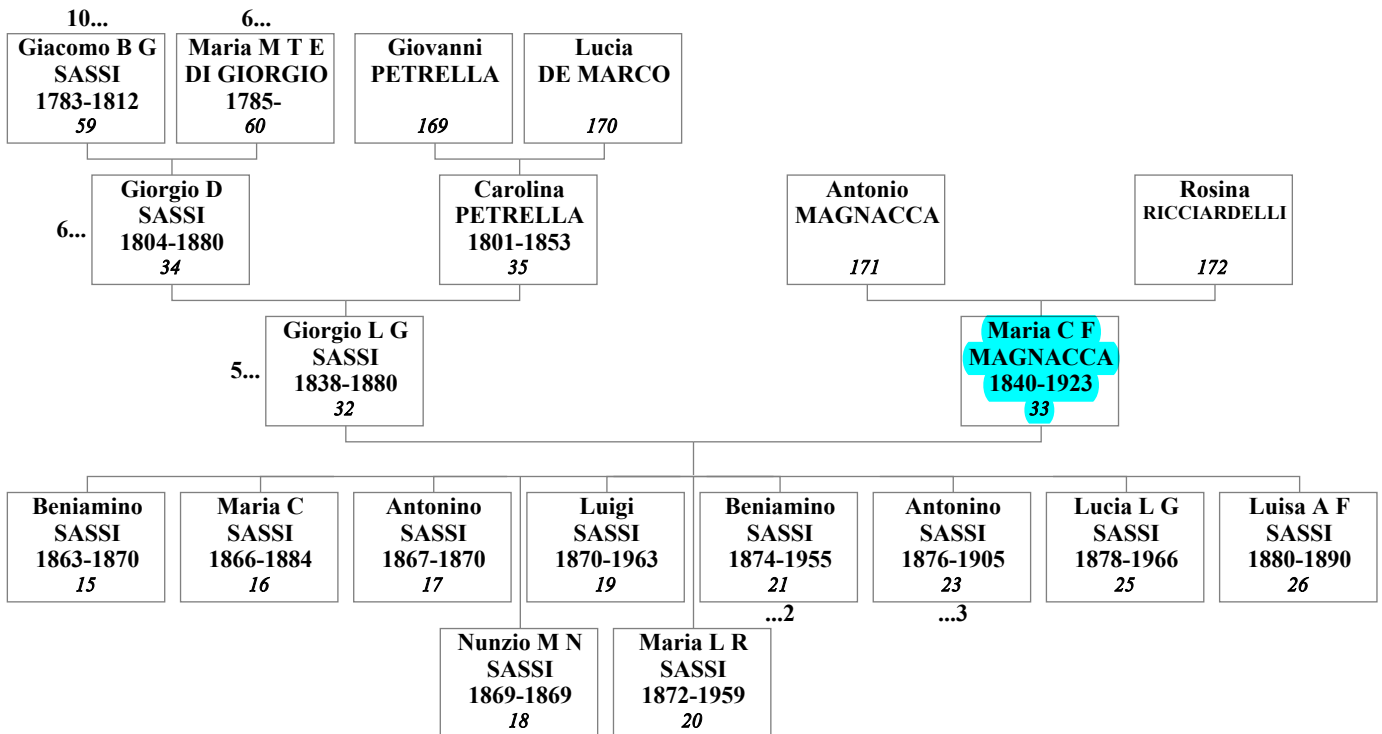 10...
6...
Giacomo B G
SASSI
1783-1812
59
Maria M T E
DI GIORGIO
1785-
60
Giovanni
PETRELLA
169
Lucia
DE MARCO
170
6...
Giorgio D
SASSI
1804-1880
34
Carolina
PETRELLA
1801-1853
35
Antonio
MAGNACCA
171
Rosina
RICCIARDELLI
172
5...
Giorgio L G
SASSI
1838-1880
32
Maria C F
MAGNACCA
1840-1923
33
Beniamino
SASSI
1863-1870
15
Maria C
SASSI
1866-1884
16
Antonino
SASSI
1867-1870
17
Luigi
SASSI
1870-1963
19
Beniamino
SASSI
1874-1955
21
...2
Antonino
SASSI
1876-1905
23
...3
Lucia L G
SASSI
1878-1966
25
Luisa A F
SASSI
1880-1890
26
Nunzio M N
SASSI
1869-1869
18
Maria L R
SASSI
1872-1959
20